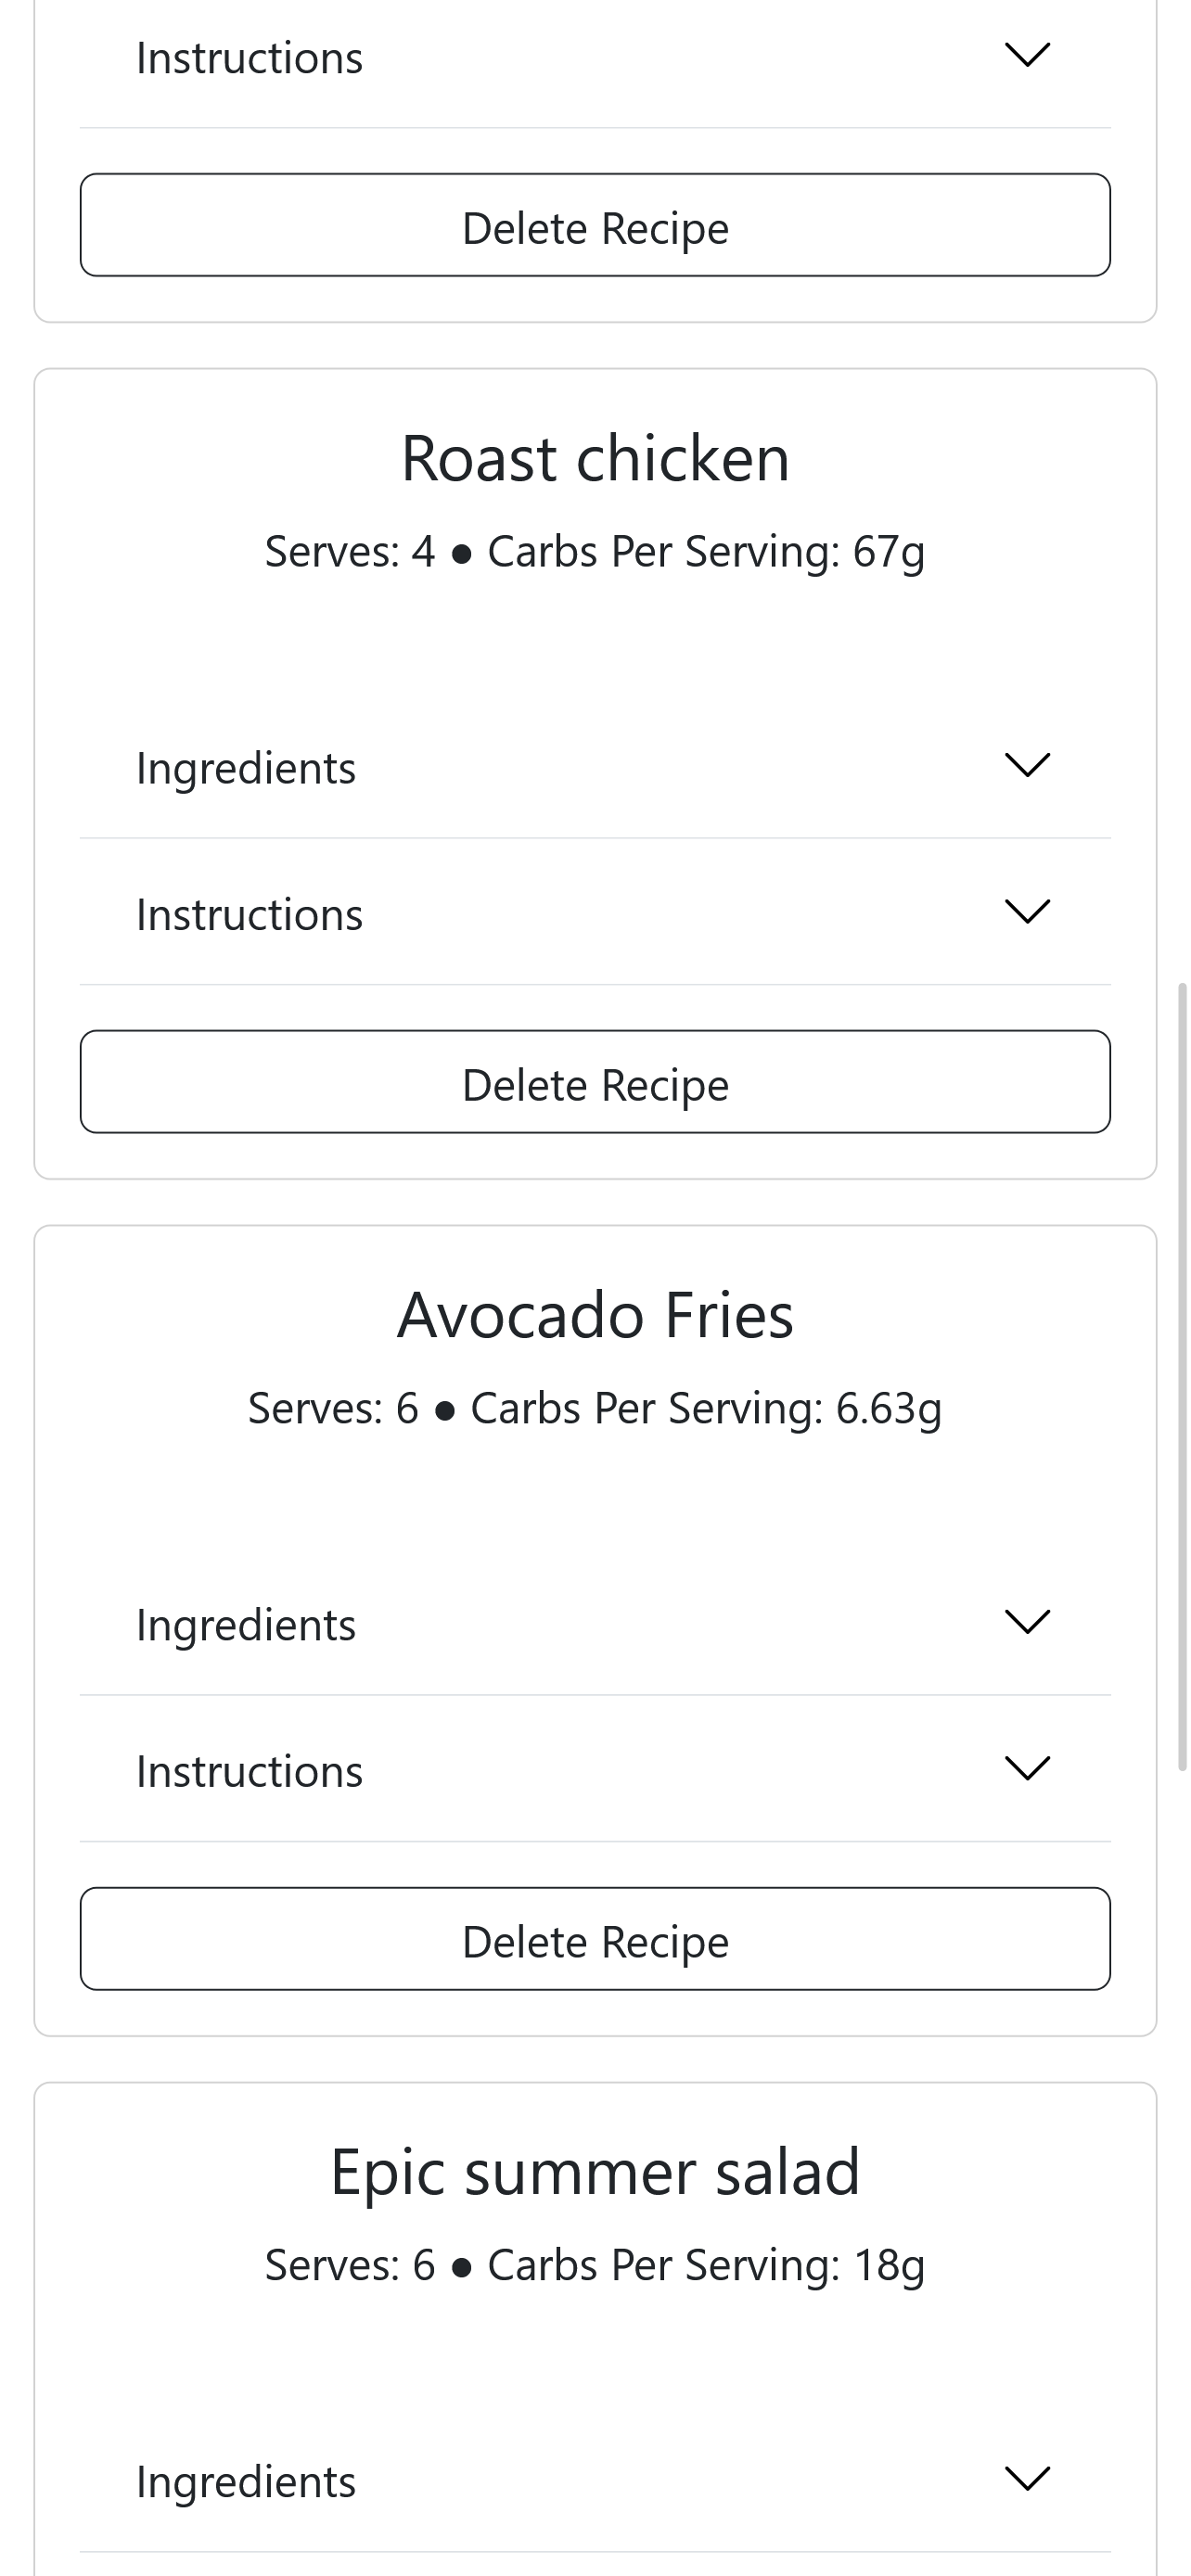 Instructions
Delete Recipe
Roast chicken
Serves: 4 ● Carbs Per Serving: 67g
Ingredients
Instructions
Delete Recipe
Avocado Fries
Serves: 6 ● Carbs Per Serving: 6.63g
Ingredients
Instructions
Delete Recipe
Epic summer salad
Serves: 6 ● Carbs Per Serving: 18g
Ingredients